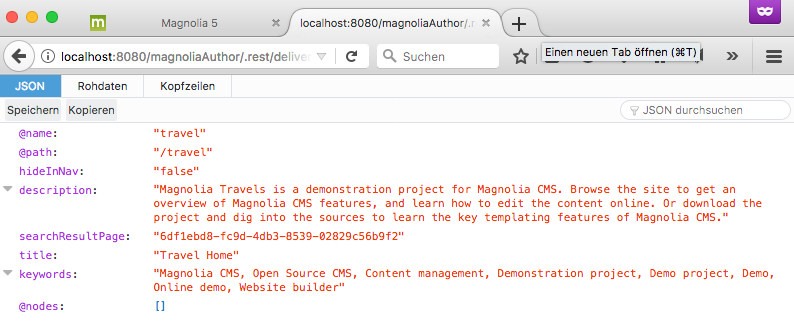 Magnolia 5
localhost:8080/magnoliaAuthor/.r
localhost:8080/magnoliaAuthor/.rest/deliver
Suchen
Einen neuen Tab öffnen (⌘T)
JSON
Rohdaten
Kopfzeilen
Speichern
Kopieren
JSON durchsuchen
@name: "travel"
@path: "/travel"
hideInNav: "false"
description: "Magnolia Travels is a demonstration project for Magnolia CMS. Browse the site to get an
overview of Magnolia CMS features, and learn how to edit the content online. Or download the
project and dig into the sources to learn the key templating features of Magnolia CMS."
searchResultPage: "6df1ebd8-fc9d-4db3-8539-02829c56b9f2"
title: "Travel Home"
keywords: "Magnolia CMS, Open Source CMS, Content management, Demonstration project, Demo project, Demo,
Online demo, Website builder"
@nodes: []